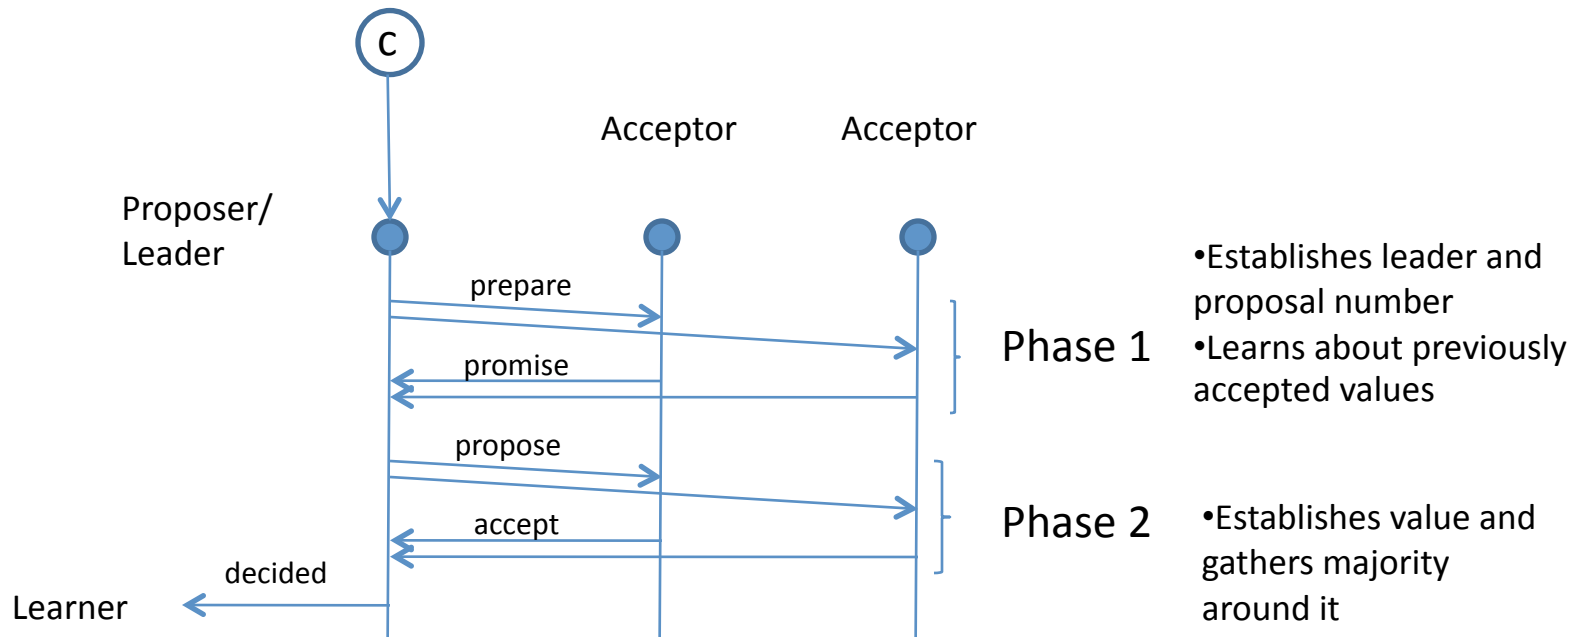 C
Acceptor
Acceptor
Proposer/
Leader
prepare
promise
Phase 1
•Establishes leader and
proposal number
•Learns about previously
accepted values
propose
accept
Phase 2
•Establishes value and
gathers majority
around it
decided
Learner